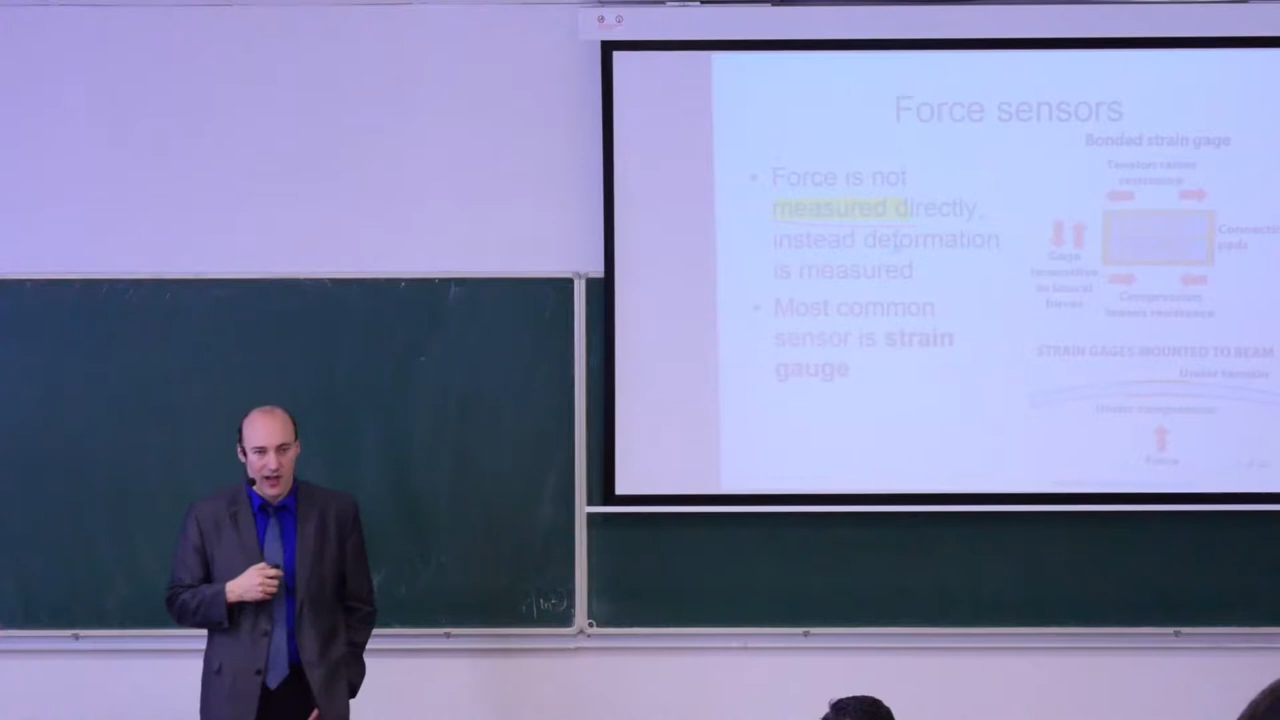 Force sensors
Bonded strain gage
Tension causes
resistance
• Force is not
measured directly,
instead deformation
is measured
• Most common
sensor is strain
gauge
Gage
insensitive
to lateral
forces
pads
Compression
resistance
STRAIN GAGES MOUNTED TO BEAM
Under tension
Under compression
Force